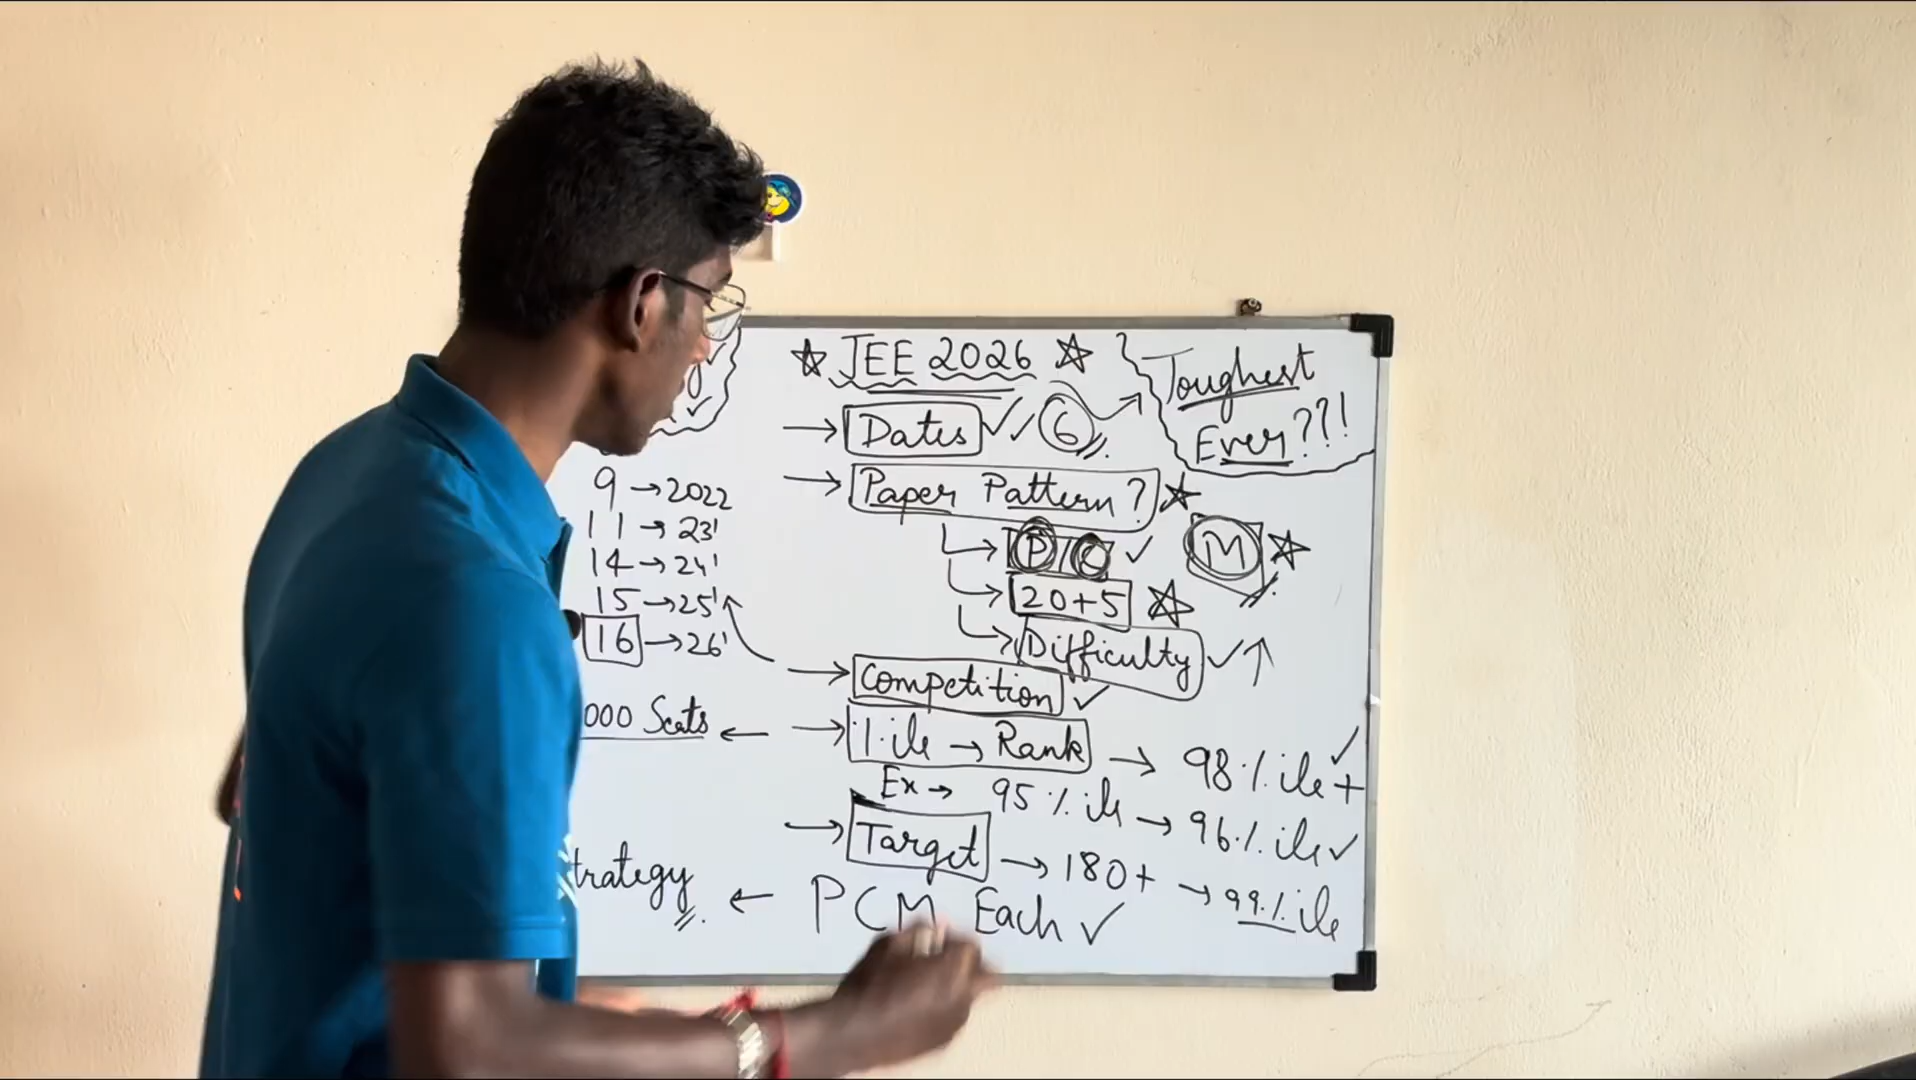 JEE 2026
Toughest
Ever??!
Dates 6
Paper Pattern?
P/C M
20+5
Difficulty
9 → 2022
11 → 23'
14 → 24'
15 → 25'
16 → 26'
Competition
000 Seats ← → %ile → Rank → 98%ile+
Ex → 95%ile → 96%ile
Target → 180+ → 99%ile
trategy ← PCM Each